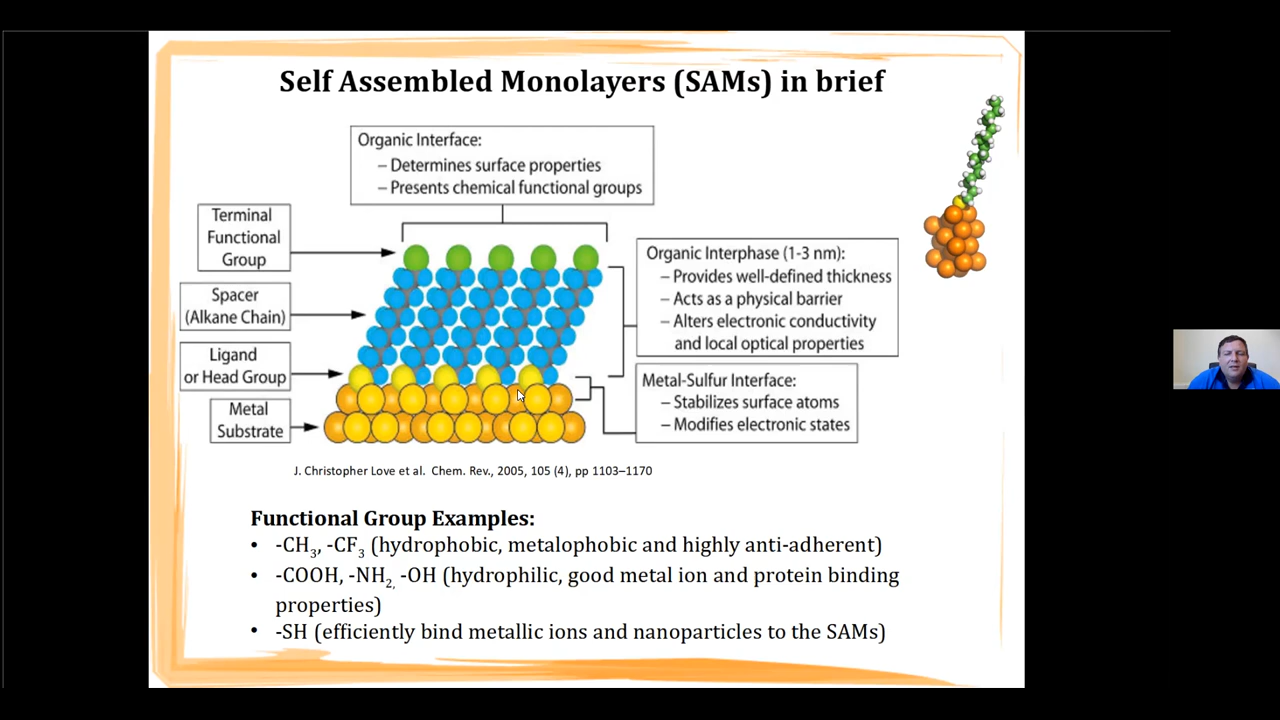 Self Assembled Monolayers (SAMs) in brief
Organic Interface:
– Determines surface properties
– Presents chemical functional groups
Terminal
Functional
Group
Spacer
(Alkane Chain)
Ligand
or Head Group
Metal
Substrate
Organic Interphase (1-3 nm):
– Provides well-defined thickness
– Acts as a physical barrier
– Alters electronic conductivity
and local optical properties
Metal-Sulfur Interface:
– Stabilizes surface atoms
– Modifies electronic states
J. Christopher Love et al. Chem. Rev., 2005, 105 (4), pp 1103–1170
Functional Group Examples:
• -CH3, -CF3 (hydrophobic, metalophobic and highly anti-adherent)
• -COOH, -NH2, -OH (hydrophilic, good metal ion and protein binding
properties)
• -SH (efficiently bind metallic ions and nanoparticles to the SAMs)